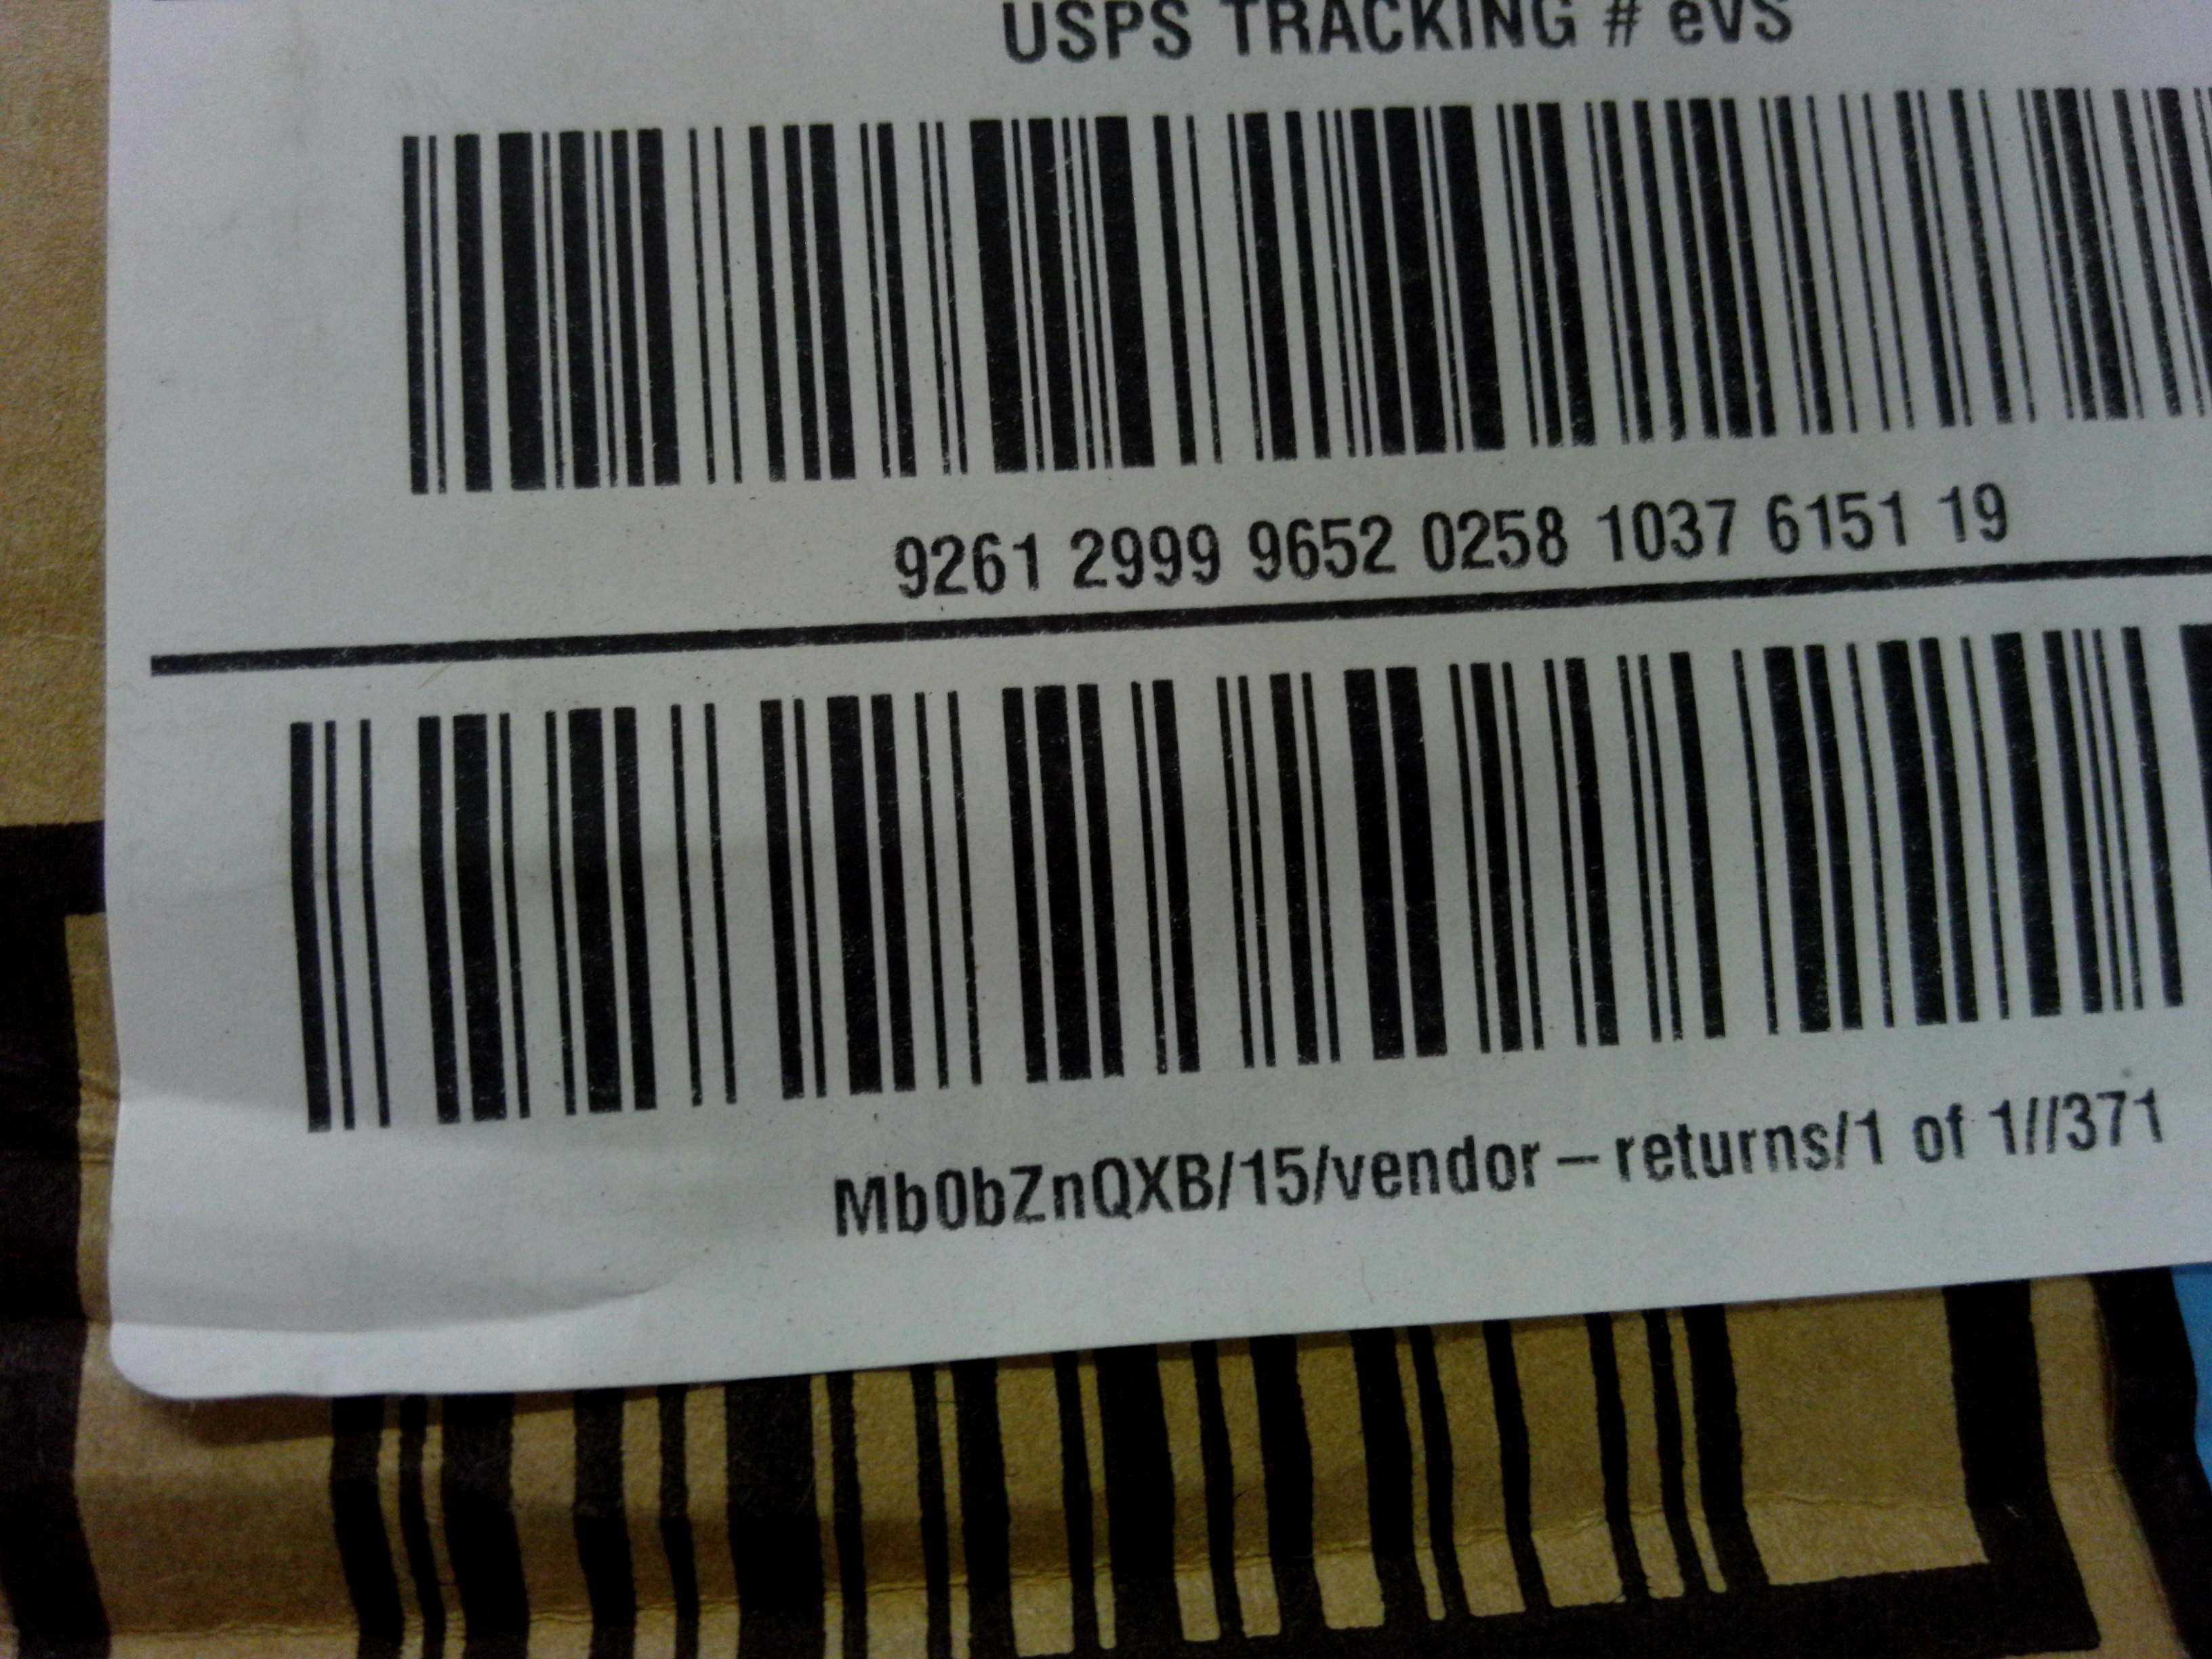 USPS TRACKING # eVS
9261 2999 9652 0258 1037 6151 19
Mb0bZnQXB/15/vendor-returns/1 of 1//371